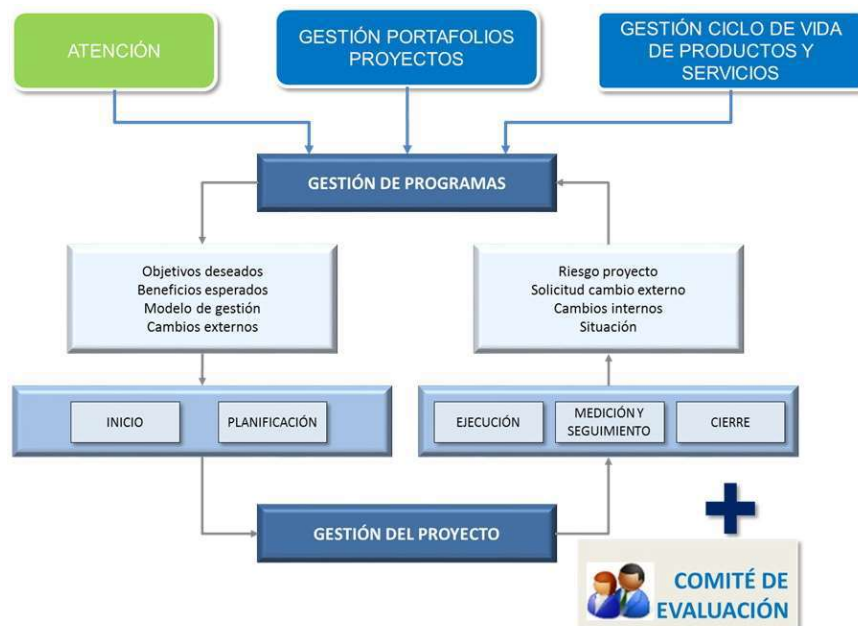 ATENCIÓN
GESTIÓN PORTAFOLIOS
PROYECTOS
GESTIÓN CICLO DE VIDA
DE PRODUCTOS Y
SERVICIOS
GESTIÓN DE PROGRAMAS
Objetivos deseados
Beneficios esperados
Modelo de gestión
Cambios externos
Riesgo proyecto
Solicitud cambio externo
Cambios internos
Situación
INICIO
PLANIFICACIÓN
EJECUCIÓN
MEDICIÓN Y
SEGUIMIENTO
CIERRE
GESTIÓN DEL PROYECTO
COMITÉ DE
EVALUACIÓN